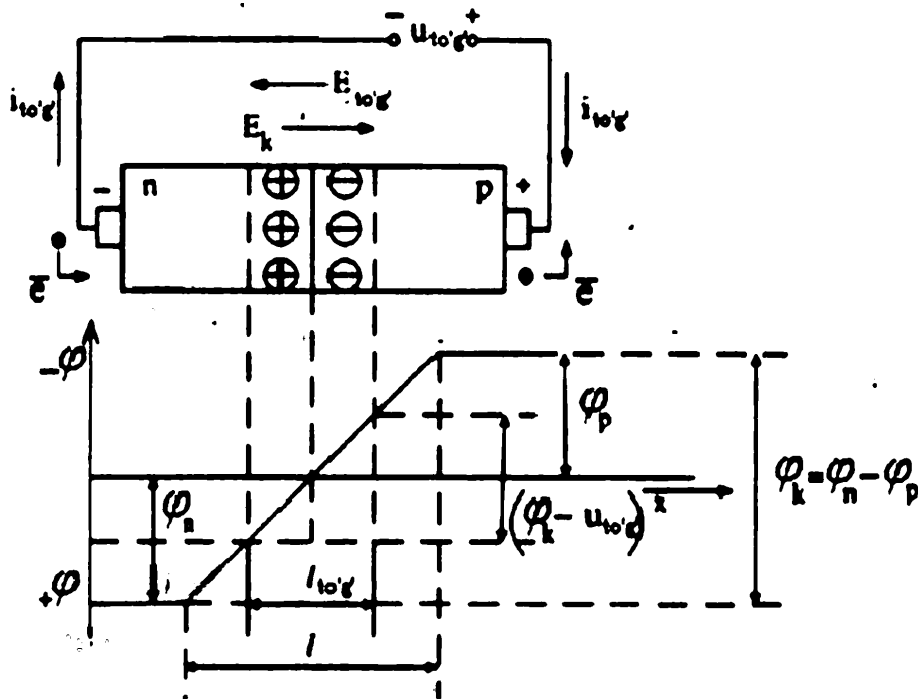 − u_to'g' +
E_to'g'
i_to'g'
i_to'g'
E_k
− n p +
⊕ ⊖
⊕ ⊖
⊕ ⊖
e̅ e̅
−φ
φ_p
φ_k=φ_n−φ_p
φ_n
x
(φ_k − u_to'g')
+φ
l_to'g'
l